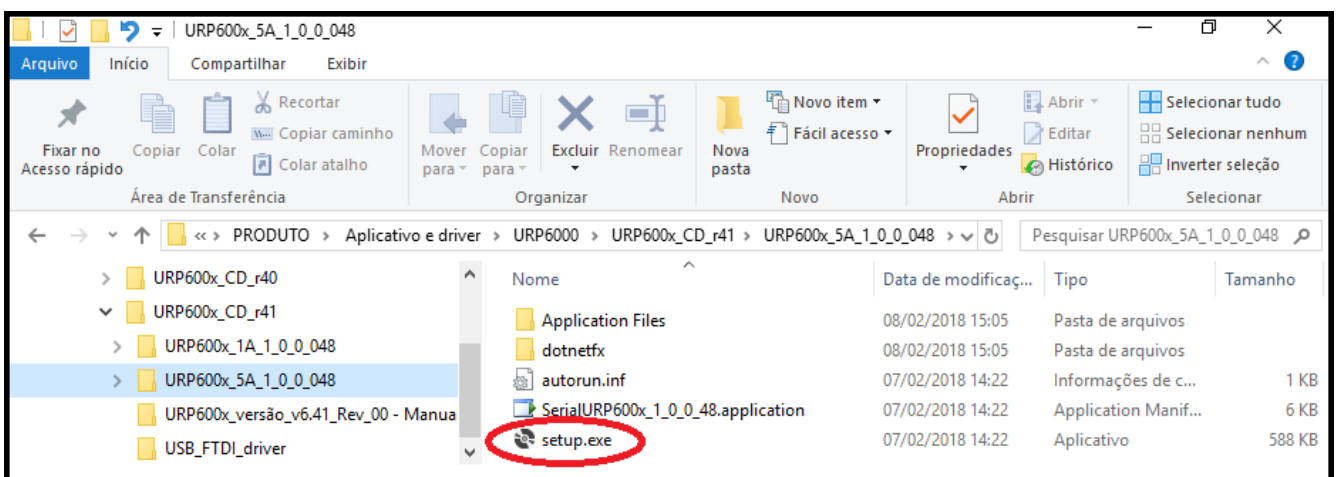 URP600x_5A_1_0_0_048
Arquivo Início Compartilhar Exibir
Fixar no Acesso rápido
Copiar
Colar
Recortar
Copiar caminho
Colar atalho
Área de Transferência
Mover para
Copiar para
Excluir
Renomear
Organizar
Nova pasta
Novo item
Fácil acesso
Novo
Propriedades
Abrir
Editar
Histórico
Abrir
Selecionar tudo
Selecionar nenhum
Inverter seleção
Selecionar
« > PRODUTO > Aplicativo e driver > URP6000 > URP600x_CD_r41 > URP600x_5A_1_0_0_048 >
Pesquisar URP600x_5A_1_0_0_048
URP600x_CD_r40
URP600x_CD_r41
URP600x_1A_1_0_0_048
URP600x_5A_1_0_0_048
URP600x_versão_v6.41_Rev_00 - Manua
USB_FTDI_driver
Nome Data de modificaç... Tipo Tamanho
Application Files 08/02/2018 15:05 Pasta de arquivos
dotnetfx 08/02/2018 15:05 Pasta de arquivos
autorun.inf 07/02/2018 14:22 Informações de c... 1 KB
SerialURP600x_1_0_0_48.application 07/02/2018 14:22 Application Manif... 6 KB
setup.exe 07/02/2018 14:22 Aplicativo 588 KB